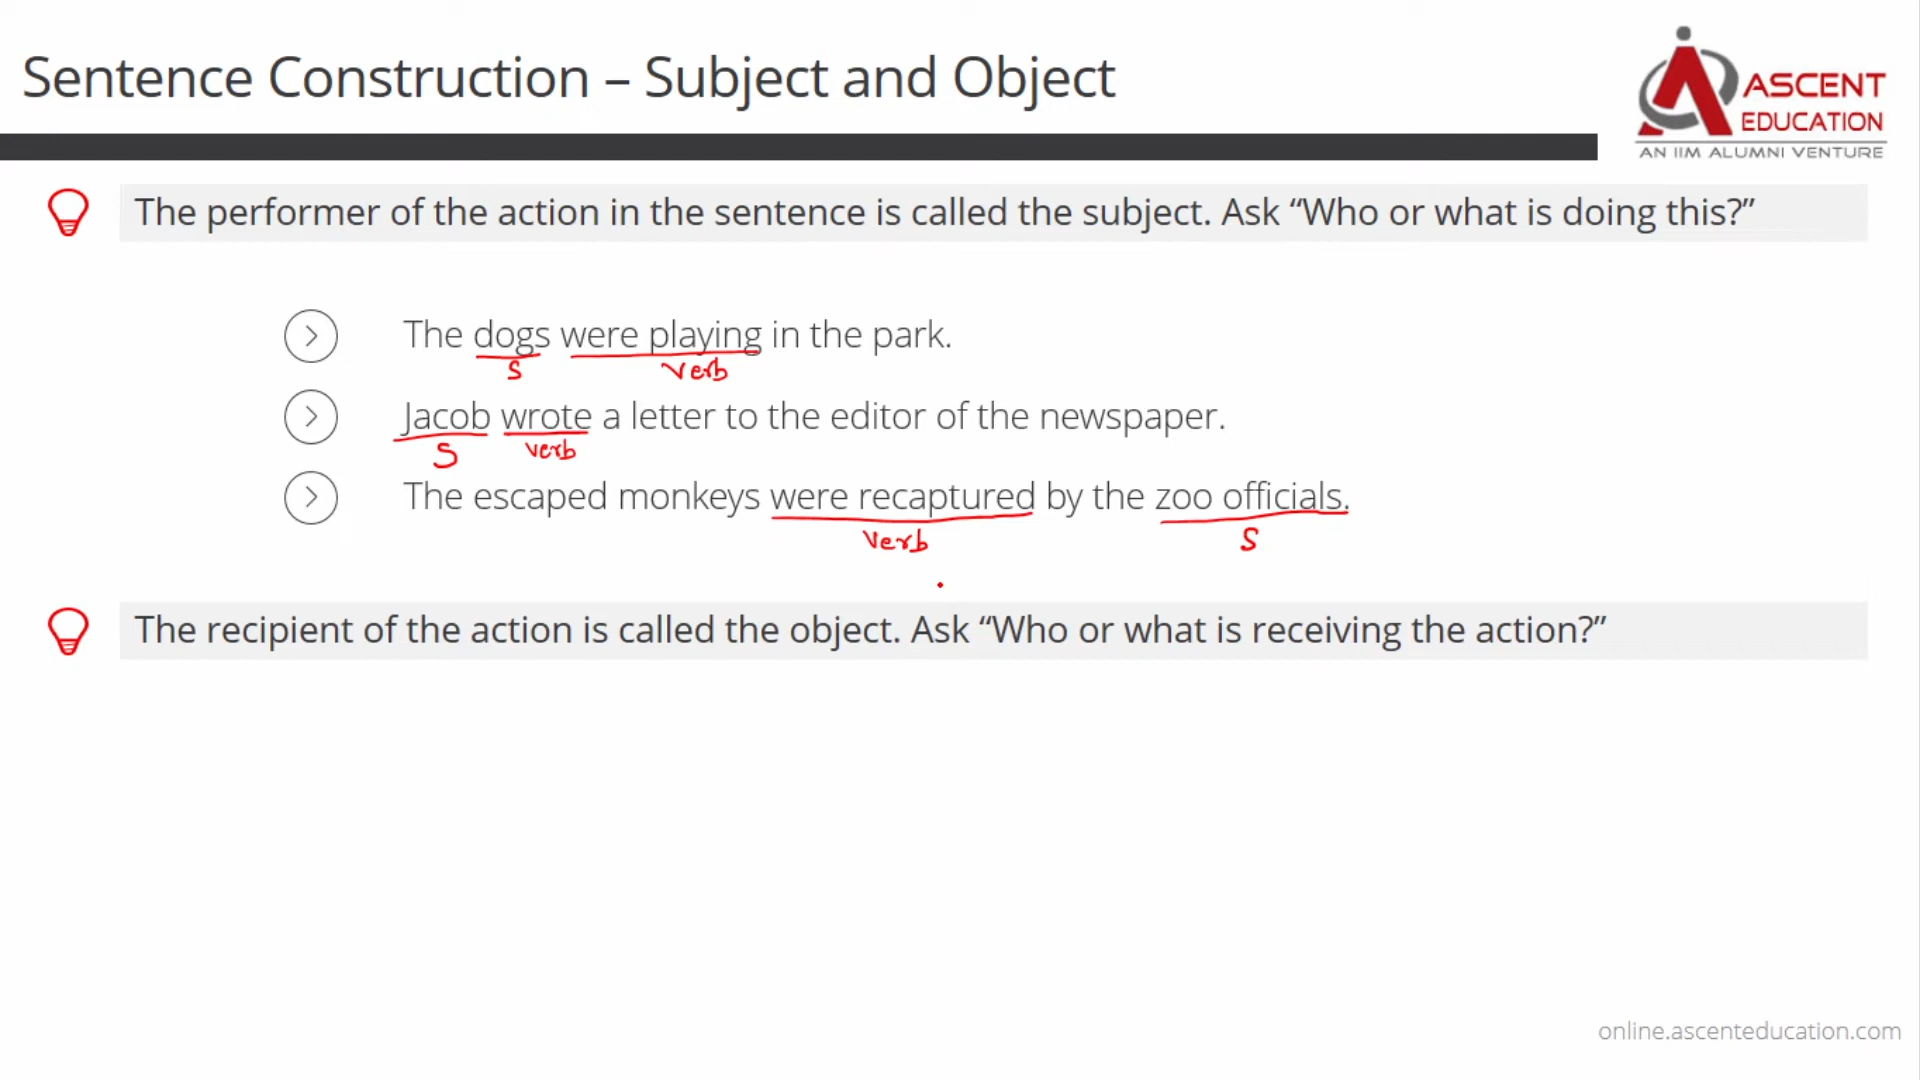 Sentence Construction – Subject and Object
ASCENT
EDUCATION
AN IIM ALUMNI VENTURE
The performer of the action in the sentence is called the subject. Ask “Who or what is doing this?”
The dogs were playing in the park.
S verb
Jacob wrote a letter to the editor of the newspaper.
S verb
The escaped monkeys were recaptured by the zoo officials.
verb S
The recipient of the action is called the object. Ask “Who or what is receiving the action?”
online.ascenteducation.com